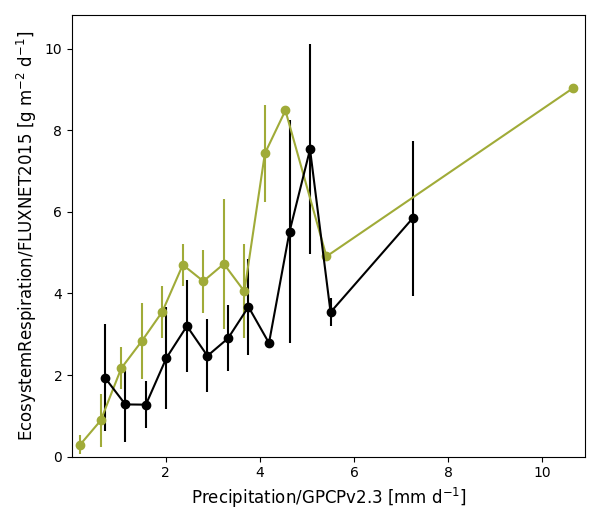 EcosystemRespiration/FLUXNET2015 [g m⁻² d⁻¹]
10
8
6
4
2
0
2 4 6 8 10
Precipitation/GPCPv2.3 [mm d⁻¹]